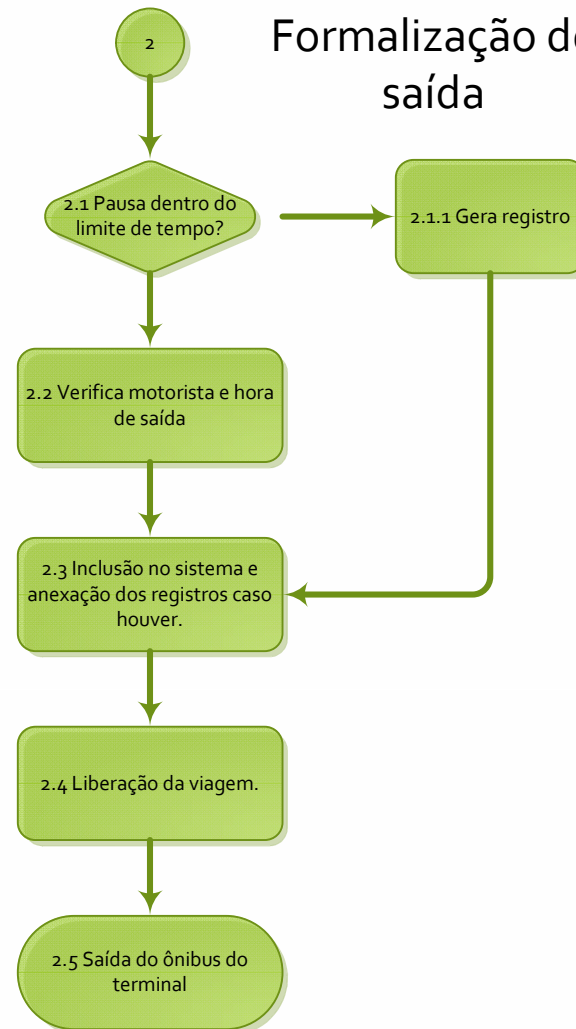 2
Formalização de
saída
2.1 Pausa dentro do
limite de tempo?
2.1.1 Gera registro
2.2 Verifica motorista e hora
de saída
2.3 Inclusão no sistema e
anexação dos registros caso
houver.
2.4 Liberação da viagem.
2.5 Saída do ônibus do
terminal